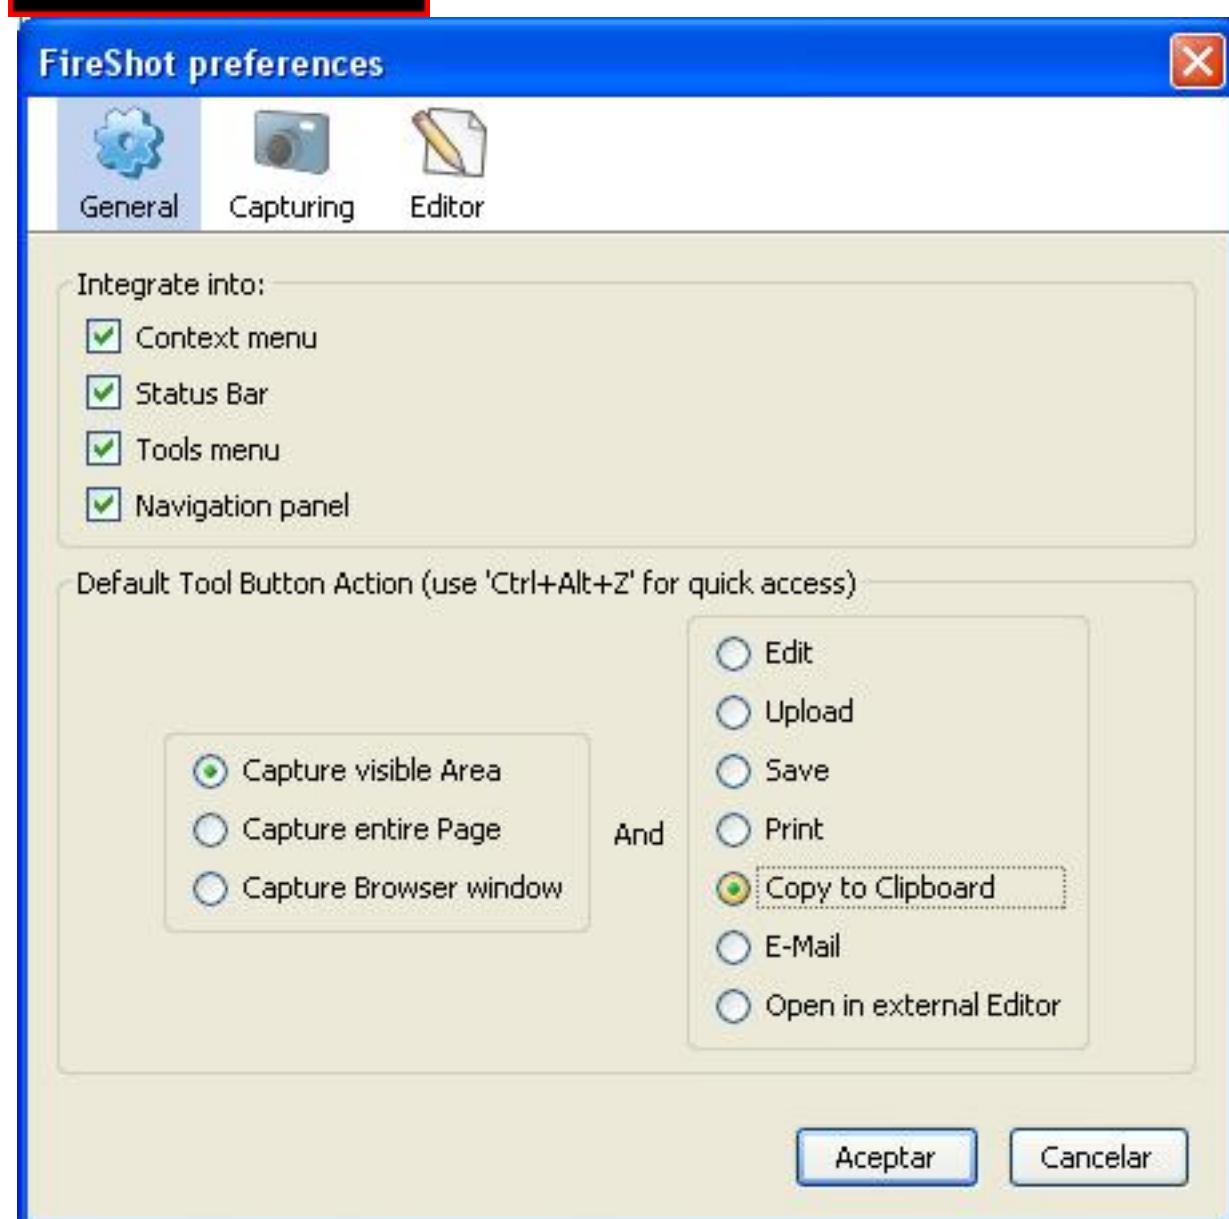 FireShot preferences
General
Capturing
Editor
Integrate into:
Context menu
Status Bar
Tools menu
Navigation panel
Default Tool Button Action (use 'Ctrl+Alt+Z' for quick access)
Capture visible Area
Capture entire Page
Capture Browser window
And
Edit
Upload
Save
Print
Copy to Clipboard
E-Mail
Open in external Editor
Aceptar
Cancelar